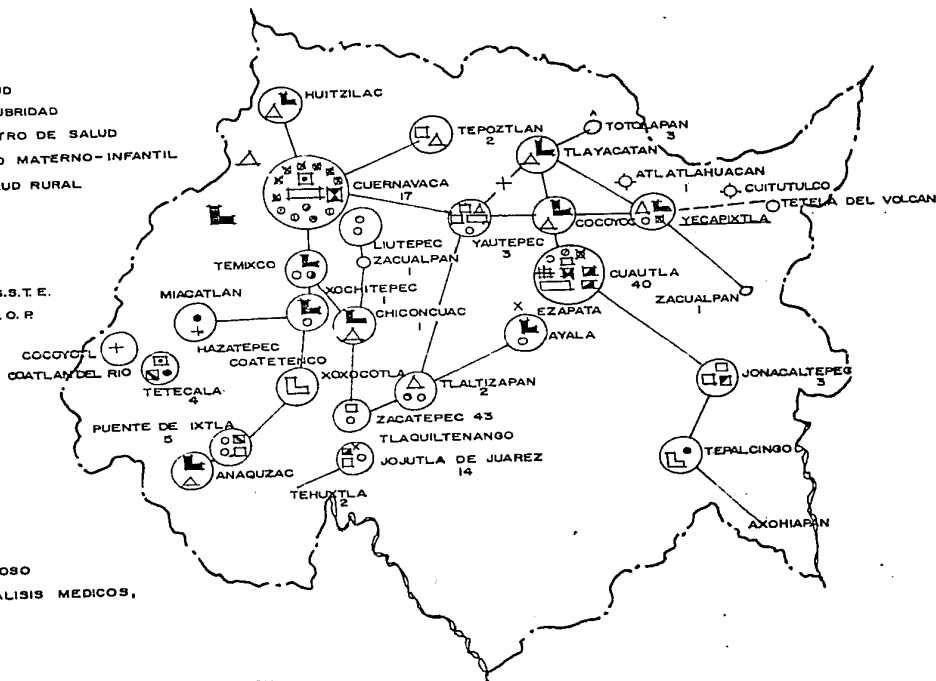 UD
UBRIDAD
TRO DE SALUD
D MATERNO-INFANTIL
LUD RURAL
S.S.T.E.
.O.P.
OSO
ALISIS MEDICOS,
HUITZILAC
TEPOZTLAN
2
TOTOLAPAN
3
TLAYACATAN
ATLATLAHUACAN
1
CUITUTULCO
TETELA DEL VOLCAN
CUERNAVACA
17
COCOYOC
YECAPIXTLA
YAUTEPEC
3
LIUTEPEC
ZACUALPAN
1
TEMIXCO
CUAUTLA
40
ZACUALPAN
1
XOCHITEPEC
1
MIACATLAN
CHICONCUAC
1
EZAPATA
AYALA
HAZATEPEC
COATETENCO
COCOYOTL
COATLAN DEL RIO
TETECALA
4
XOXOCOTLA
TLALTIZAPAN
2
JONACALTEPEC
3
ZACATEPEC 43
PUENTE DE IXTLA
5
TLAQUILTENANGO
JOJUTLA DE JUAREZ
14
TEPALCINGO
ANAQUZAC
TEHUXTLA
2
AXOHIAPAN